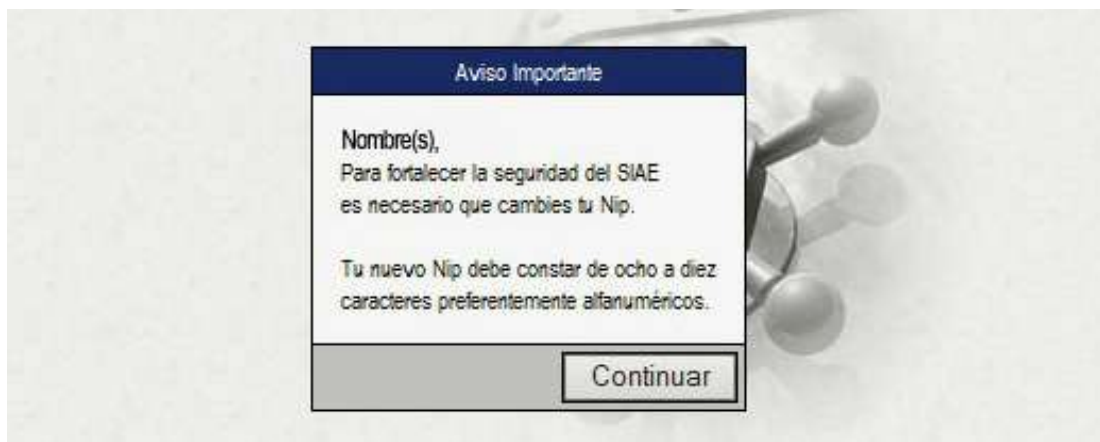 Aviso Importante
Nombre(s),
Para fortalecer la seguridad del SIAE
es necesario que cambies tu Nip.
Tu nuevo Nip debe constar de ocho a diez
caracteres preferentemente alfanuméricos.
Continuar